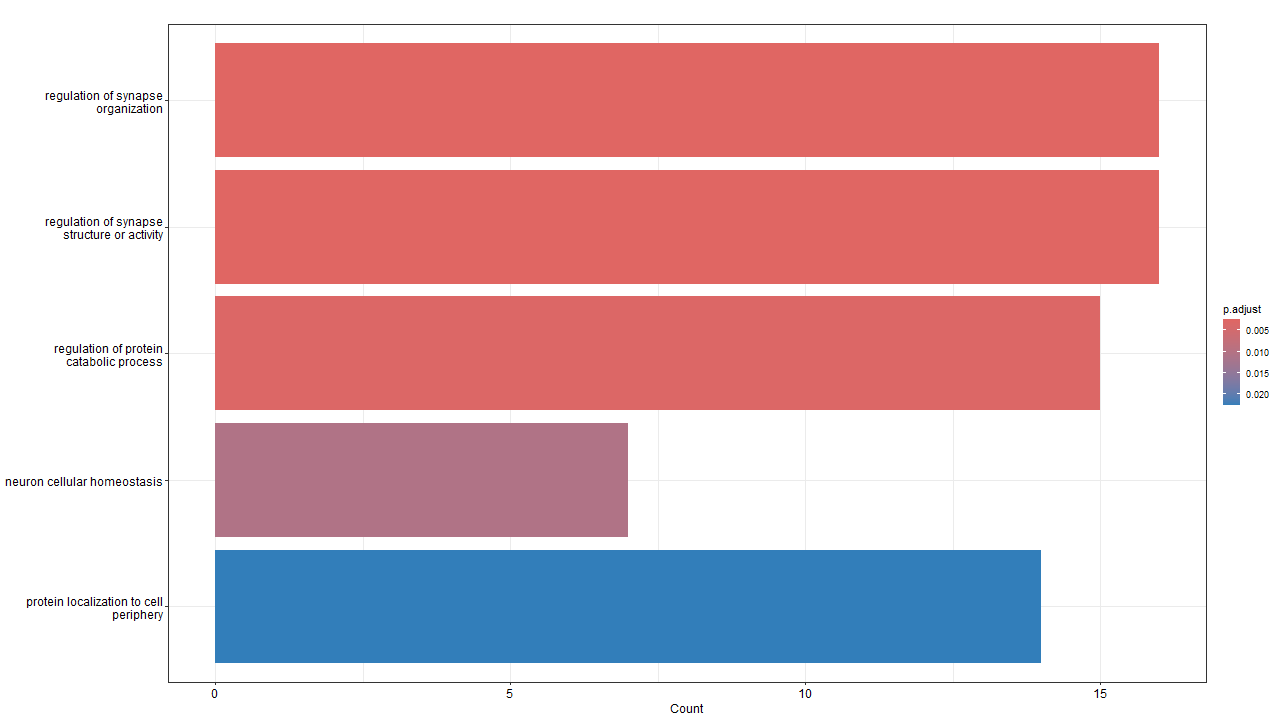 regulation of synapse
organization
regulation of synapse
structure or activity
regulation of protein
catabolic process
neuron cellular homeostasis
protein localization to cell
periphery
0
5
10
15
Count
p.adjust
0.005
0.010
0.015
0.020